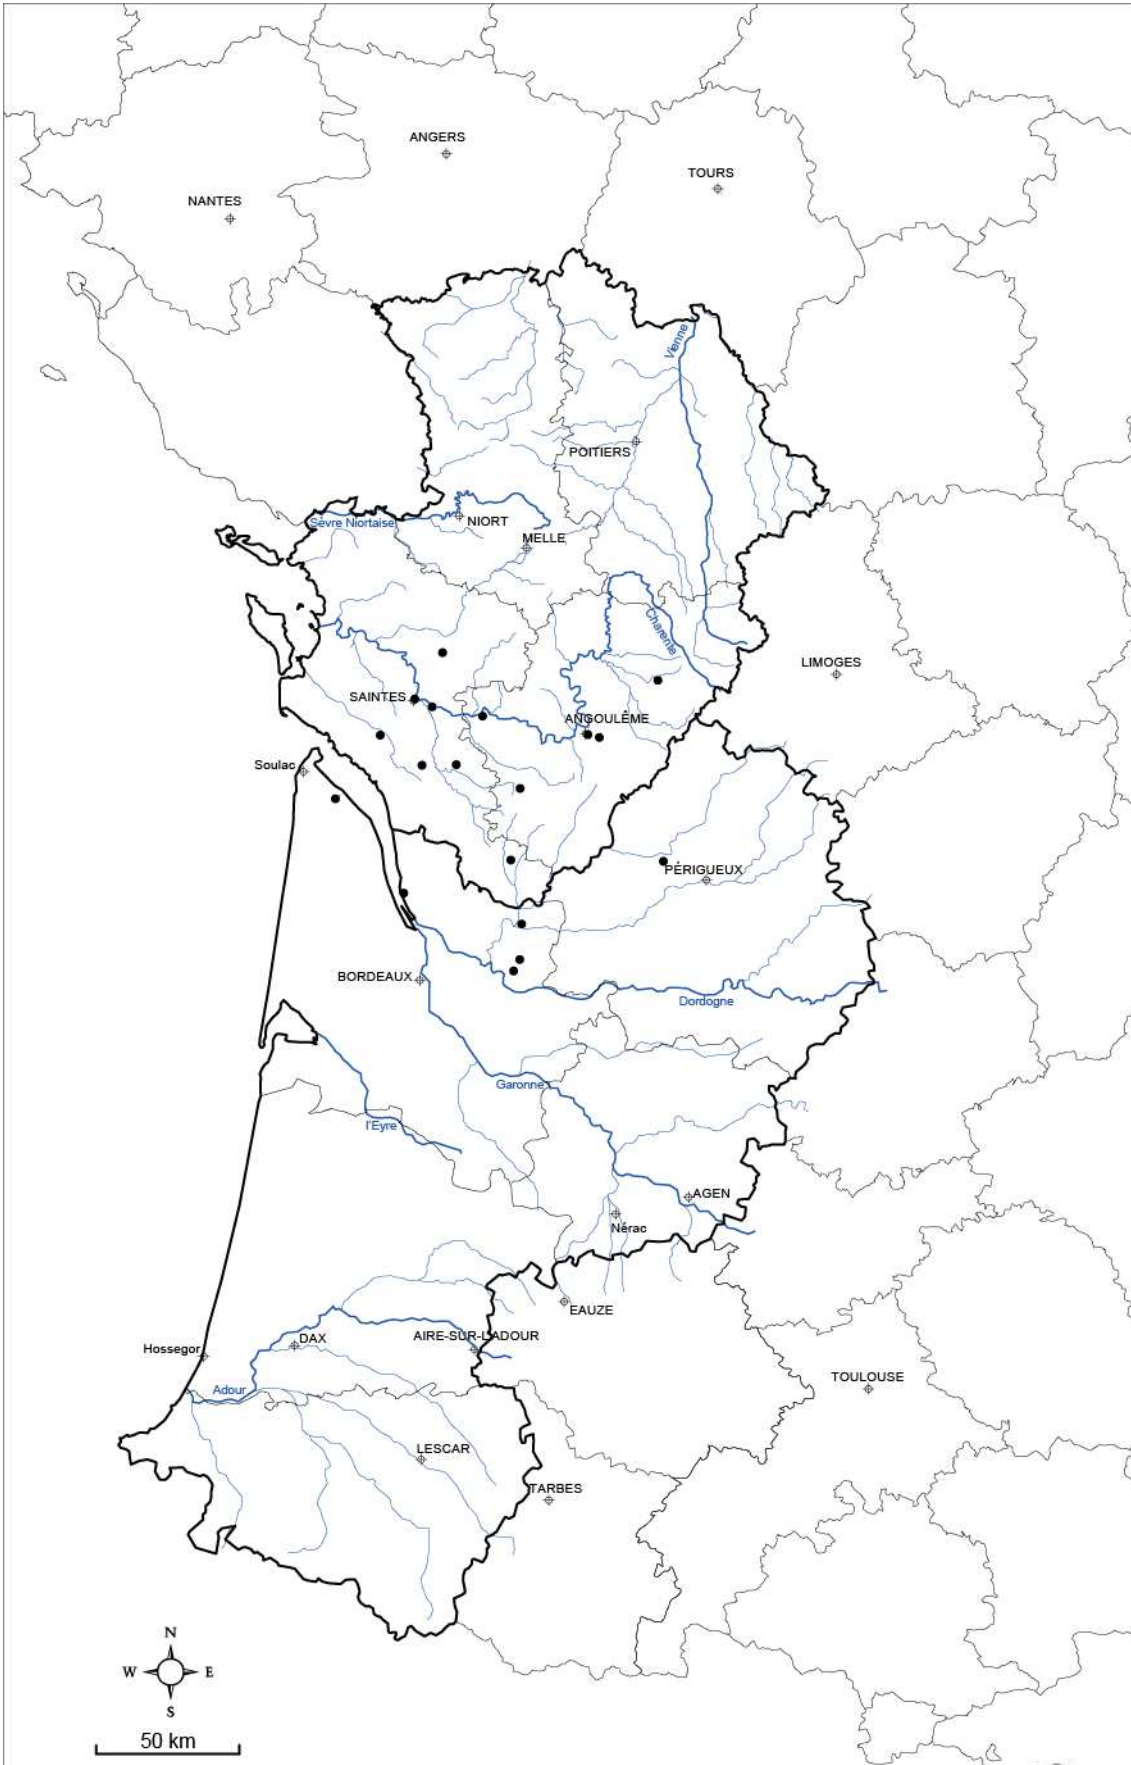 ANGERS
TOURS
NANTES
Vienne
POITIERS
Sèvre Niortaise
NIORT
MELLE
Charente
LIMOGES
SAINTES
ANGOULÊME
Soulac
PÉRIGUEUX
BORDEAUX
Dordogne
Garonne
l'Eyre
AGEN
Nérac
EAUZE
Hossegor
DAX
AIRE-SUR-L'ADOUR
TOULOUSE
Adour
LESCAR
TARBES
N
W E
S
50 km